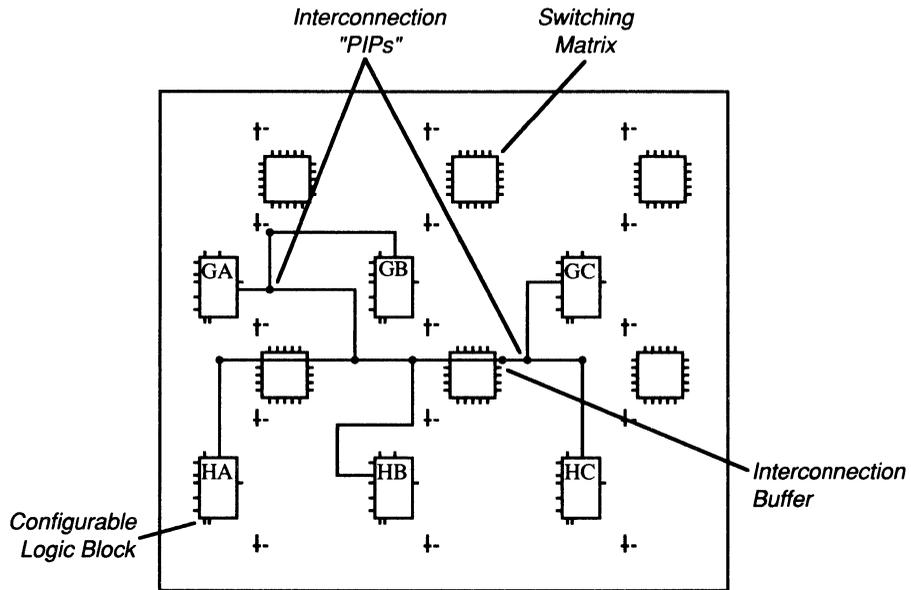 Interconnection
"PIPs"
Switching
Matrix
GA
GB
GC
HA
HB
HC
Interconnection
Buffer
Configurable
Logic Block